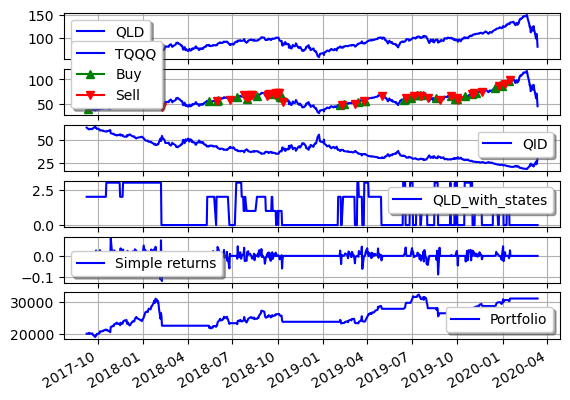 150
100
QLD
TQQQ
Buy
Sell
100
50
50
25
QID
2.5
0.0
QLD_with_states
0.0
−0.1
Simple returns
30000
20000
Portfolio
2017-10
2018-01
2018-04
2018-07
2018-10
2019-01
2019-04
2019-07
2019-10
2020-01
2020-04